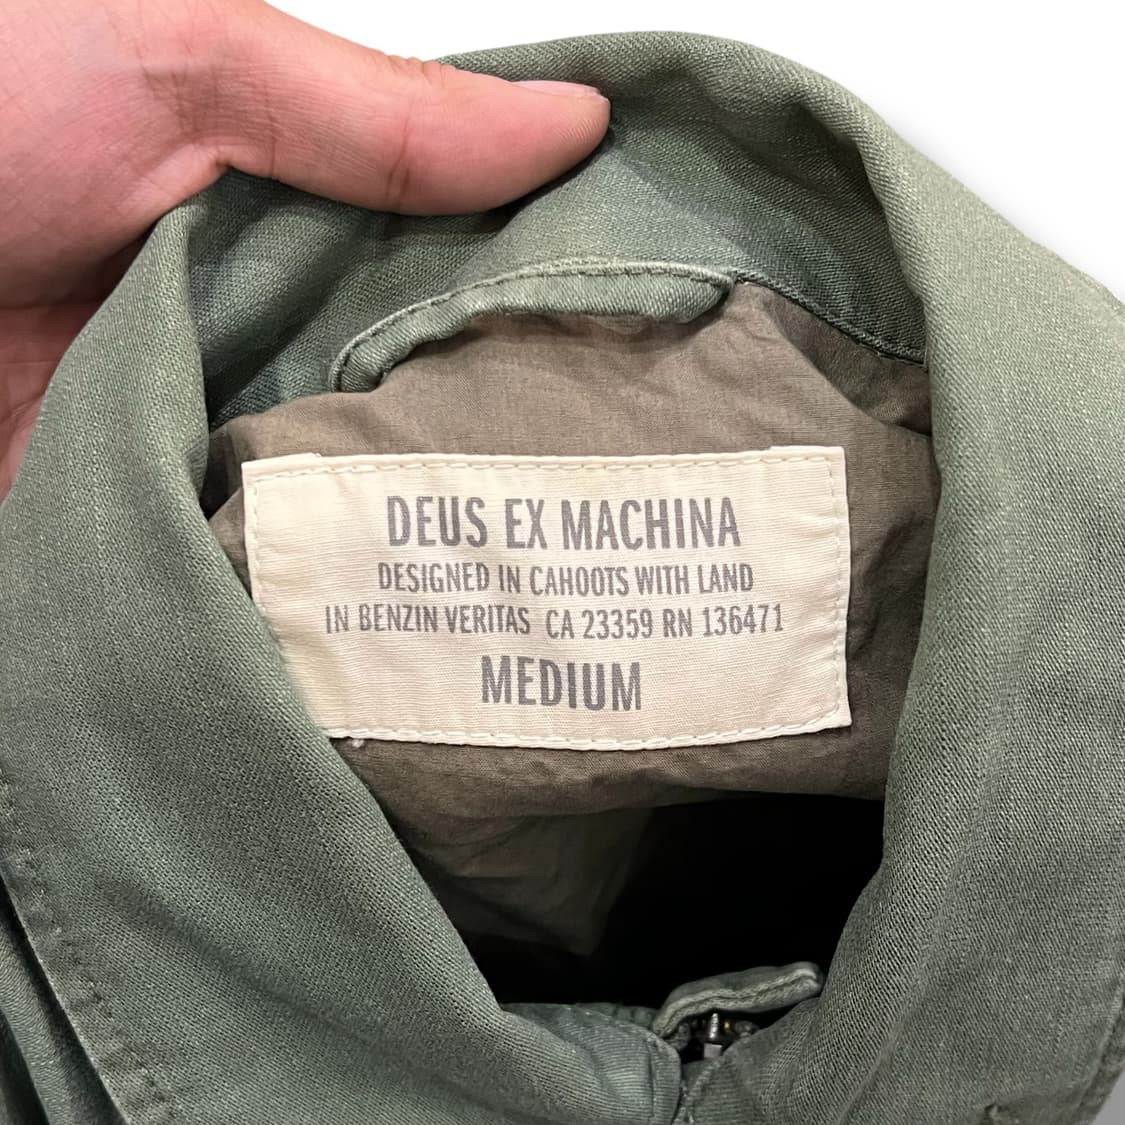 DEUS EX MACHINA
DESIGNED IN CAHOOTS WITH LAND
IN BENZIN VERITAS CA 23359 RN 136471
MEDIUM